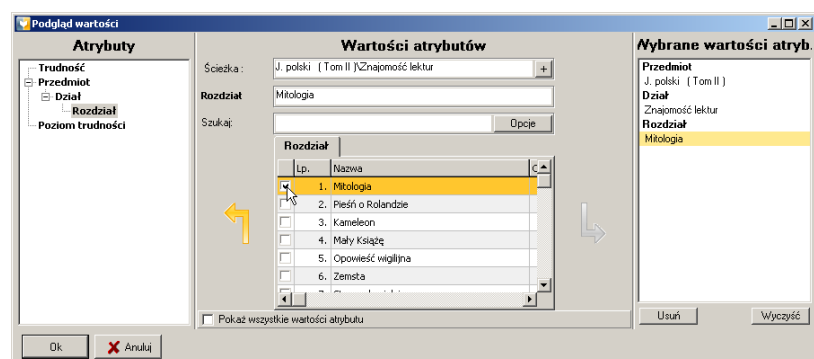 Podgląd wartości
Atrybuty
Trudność
Przedmiot
Dział
Rozdział
Poziom trudności
Wartości atrybutów
Ścieżka :
J. polski ( Tom II )\Znajomość lektur
+
Rozdział
Mitologia
Szukaj:
Opcje
Rozdział
Lp. Nazwa
1. Mitologia
2. Pieśń o Rolandzie
3. Kameleon
4. Mały Książę
5. Opowieść wigilijna
6. Zemsta
Pokaż wszystkie wartości atrybutu
Wybrane wartości atryb.
Przedmiot
J. polski ( Tom II )
Dział
Znajomość lektur
Rozdział
Mitologia
Usuń Wyczyść
Ok Anuluj